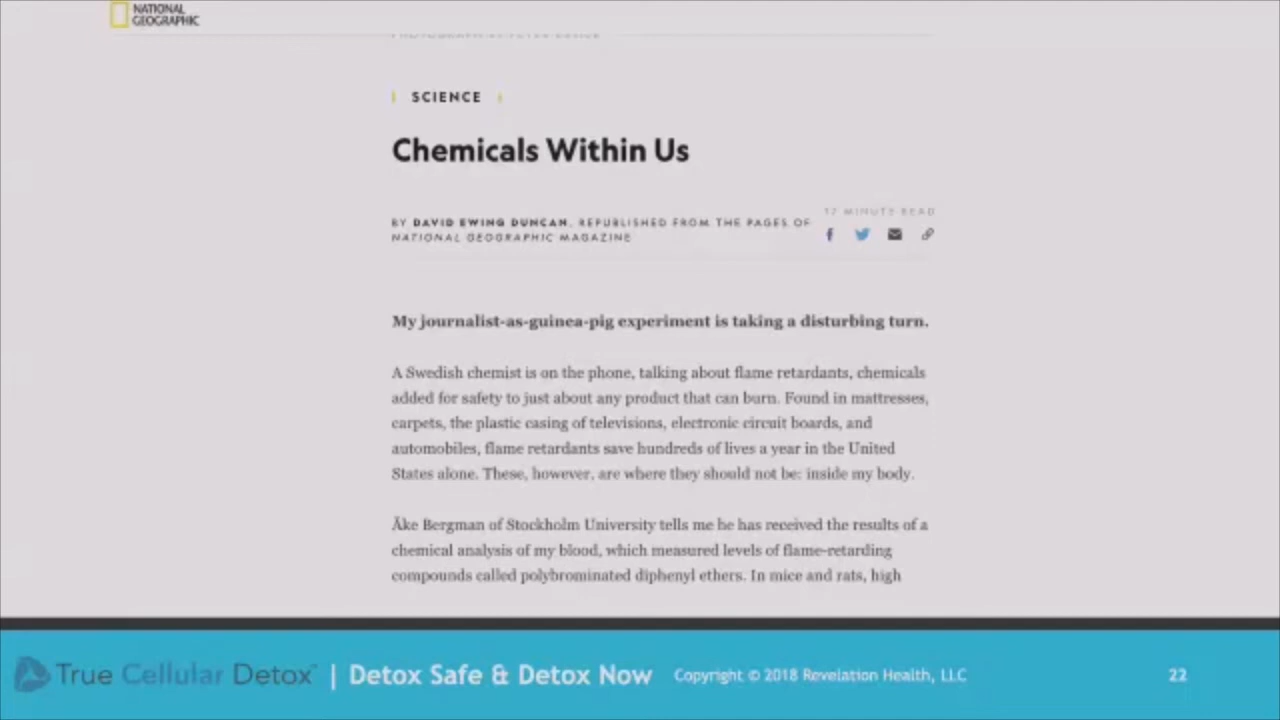 NATIONAL
GEOGRAPHIC
SCIENCE
Chemicals Within Us
17 MINUTE READ
BY DAVID EWING DUNCAN, REPUBLISHED FROM THE PAGES OF
NATIONAL GEOGRAPHIC MAGAZINE
My journalist-as-guinea-pig experiment is taking a disturbing turn.
A Swedish chemist is on the phone, talking about flame retardants, chemicals
added for safety to just about any product that can burn. Found in mattresses,
carpets, the plastic casing of televisions, electronic circuit boards, and
automobiles, flame retardants save hundreds of lives a year in the United
States alone. These, however, are where they should not be: inside my body.
Åke Bergman of Stockholm University tells me he has received the results of a
chemical analysis of my blood, which measured levels of flame-retarding
compounds called polybrominated diphenyl ethers. In mice and rats, high
True Cellular Detox™ | Detox Safe & Detox Now Copyright © 2018 Revelation Health, LLC 22